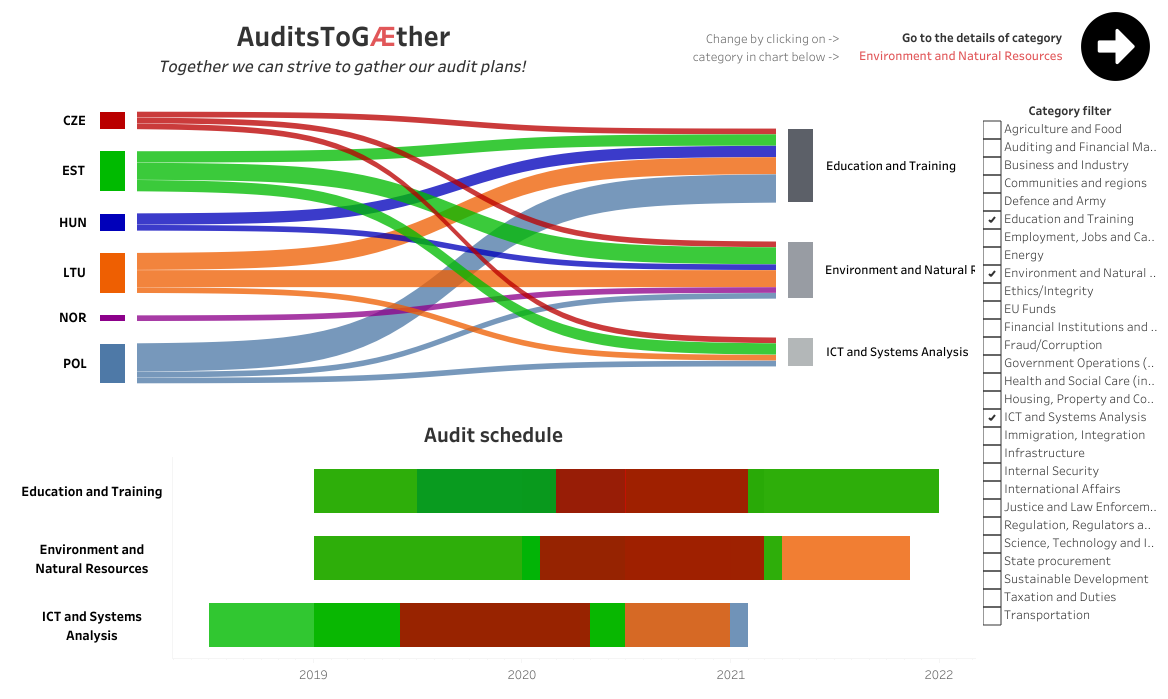 AuditsToGÆther
Together we can strive to gather our audit plans!
Change by clicking on ->
category in chart below ->
Go to the details of category
Environment and Natural Resources
CZE
EST
HUN
LTU
NOR
POL
Education and Training
Environment and Natural R
ICT and Systems Analysis
Category filter
Agriculture and Food
Auditing and Financial Ma..
Business and Industry
Communities and regions
Defence and Army
Education and Training
Employment, Jobs and Ca..
Energy
Environment and Natural ..
Ethics/Integrity
EU Funds
Financial Institutions and ..
Fraud/Corruption
Government Operations (..
Health and Social Care (in..
Housing, Property and Co..
ICT and Systems Analysis
Immigration, Integration
Infrastructure
Internal Security
International Affairs
Justice and Law Enforcem..
Regulation, Regulators a..
Science, Technology and I..
State procurement
Sustainable Development
Taxation and Duties
Transportation
Audit schedule
Education and Training
Environment and
Natural Resources
ICT and Systems
Analysis
2019
2020
2021
2022